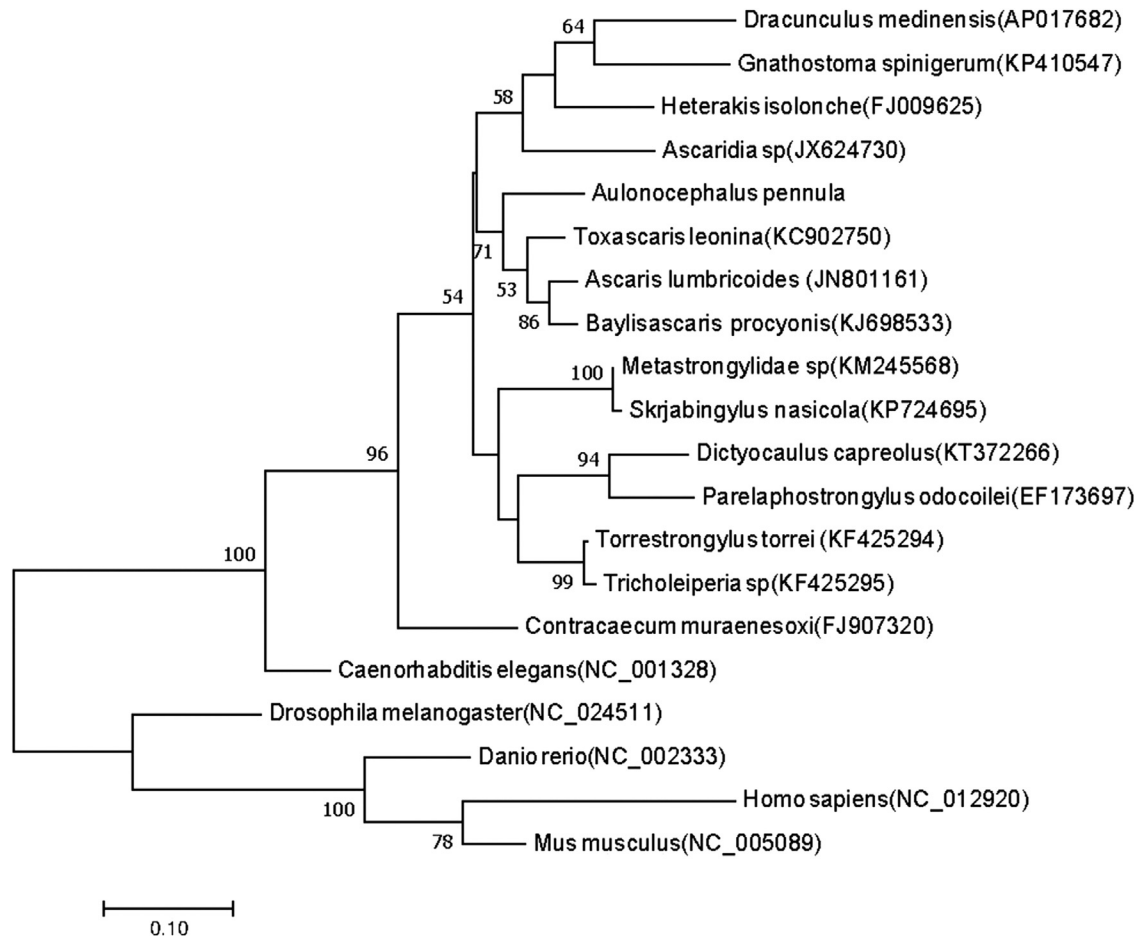 64
Dracunculus medinensis(AP017682)
Gnathostoma spinigerum(KP410547)
58
Heterakis isolonche(FJ009625)
Ascaridia sp(JX624730)
Aulonocephalus pennula
71
Toxascaris leonina(KC902750)
53
Ascaris lumbricoides (JN801161)
86
Baylisascaris procyonis(KJ698533)
54
100
Metastrongylidae sp(KM245568)
Skrjabingylus nasicola(KP724695)
96
94
Dictyocaulus capreolus(KT372266)
Parelaphostrongylus odocoilei(EF173697)
Torrestrongylus torrei (KF425294)
99
Tricholeiperia sp(KF425295)
100
Contracaecum muraenesoxi(FJ907320)
Caenorhabditis elegans(NC_001328)
Drosophila melanogaster(NC_024511)
Danio rerio(NC_002333)
100
Homo sapiens(NC_012920)
78
Mus musculus(NC_005089)
0.10